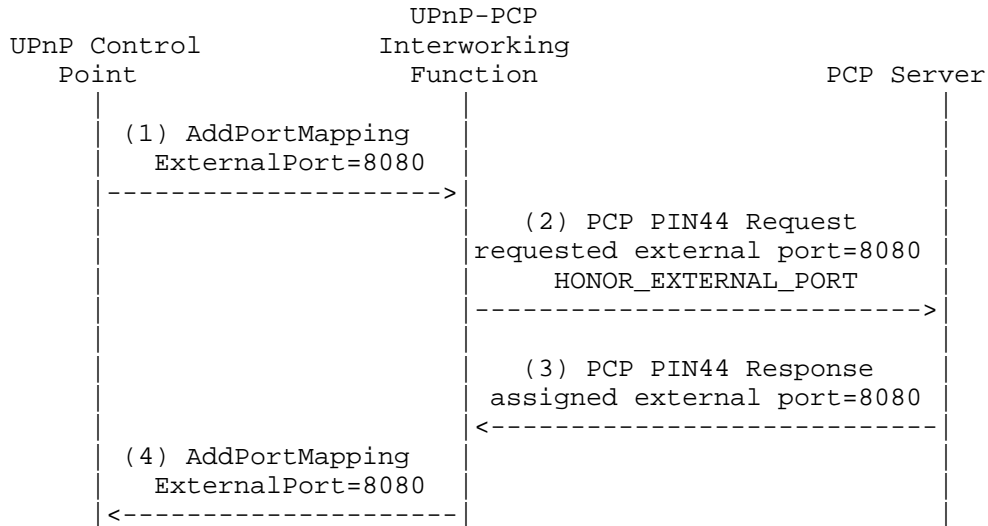 UPnP-PCP
UPnP Control Interworking
Point Function PCP Server
(1) AddPortMapping
ExternalPort=8080
(2) PCP PIN44 Request
requested external port=8080
HONOR_EXTERNAL_PORT
(3) PCP PIN44 Response
assigned external port=8080
(4) AddPortMapping
ExternalPort=8080